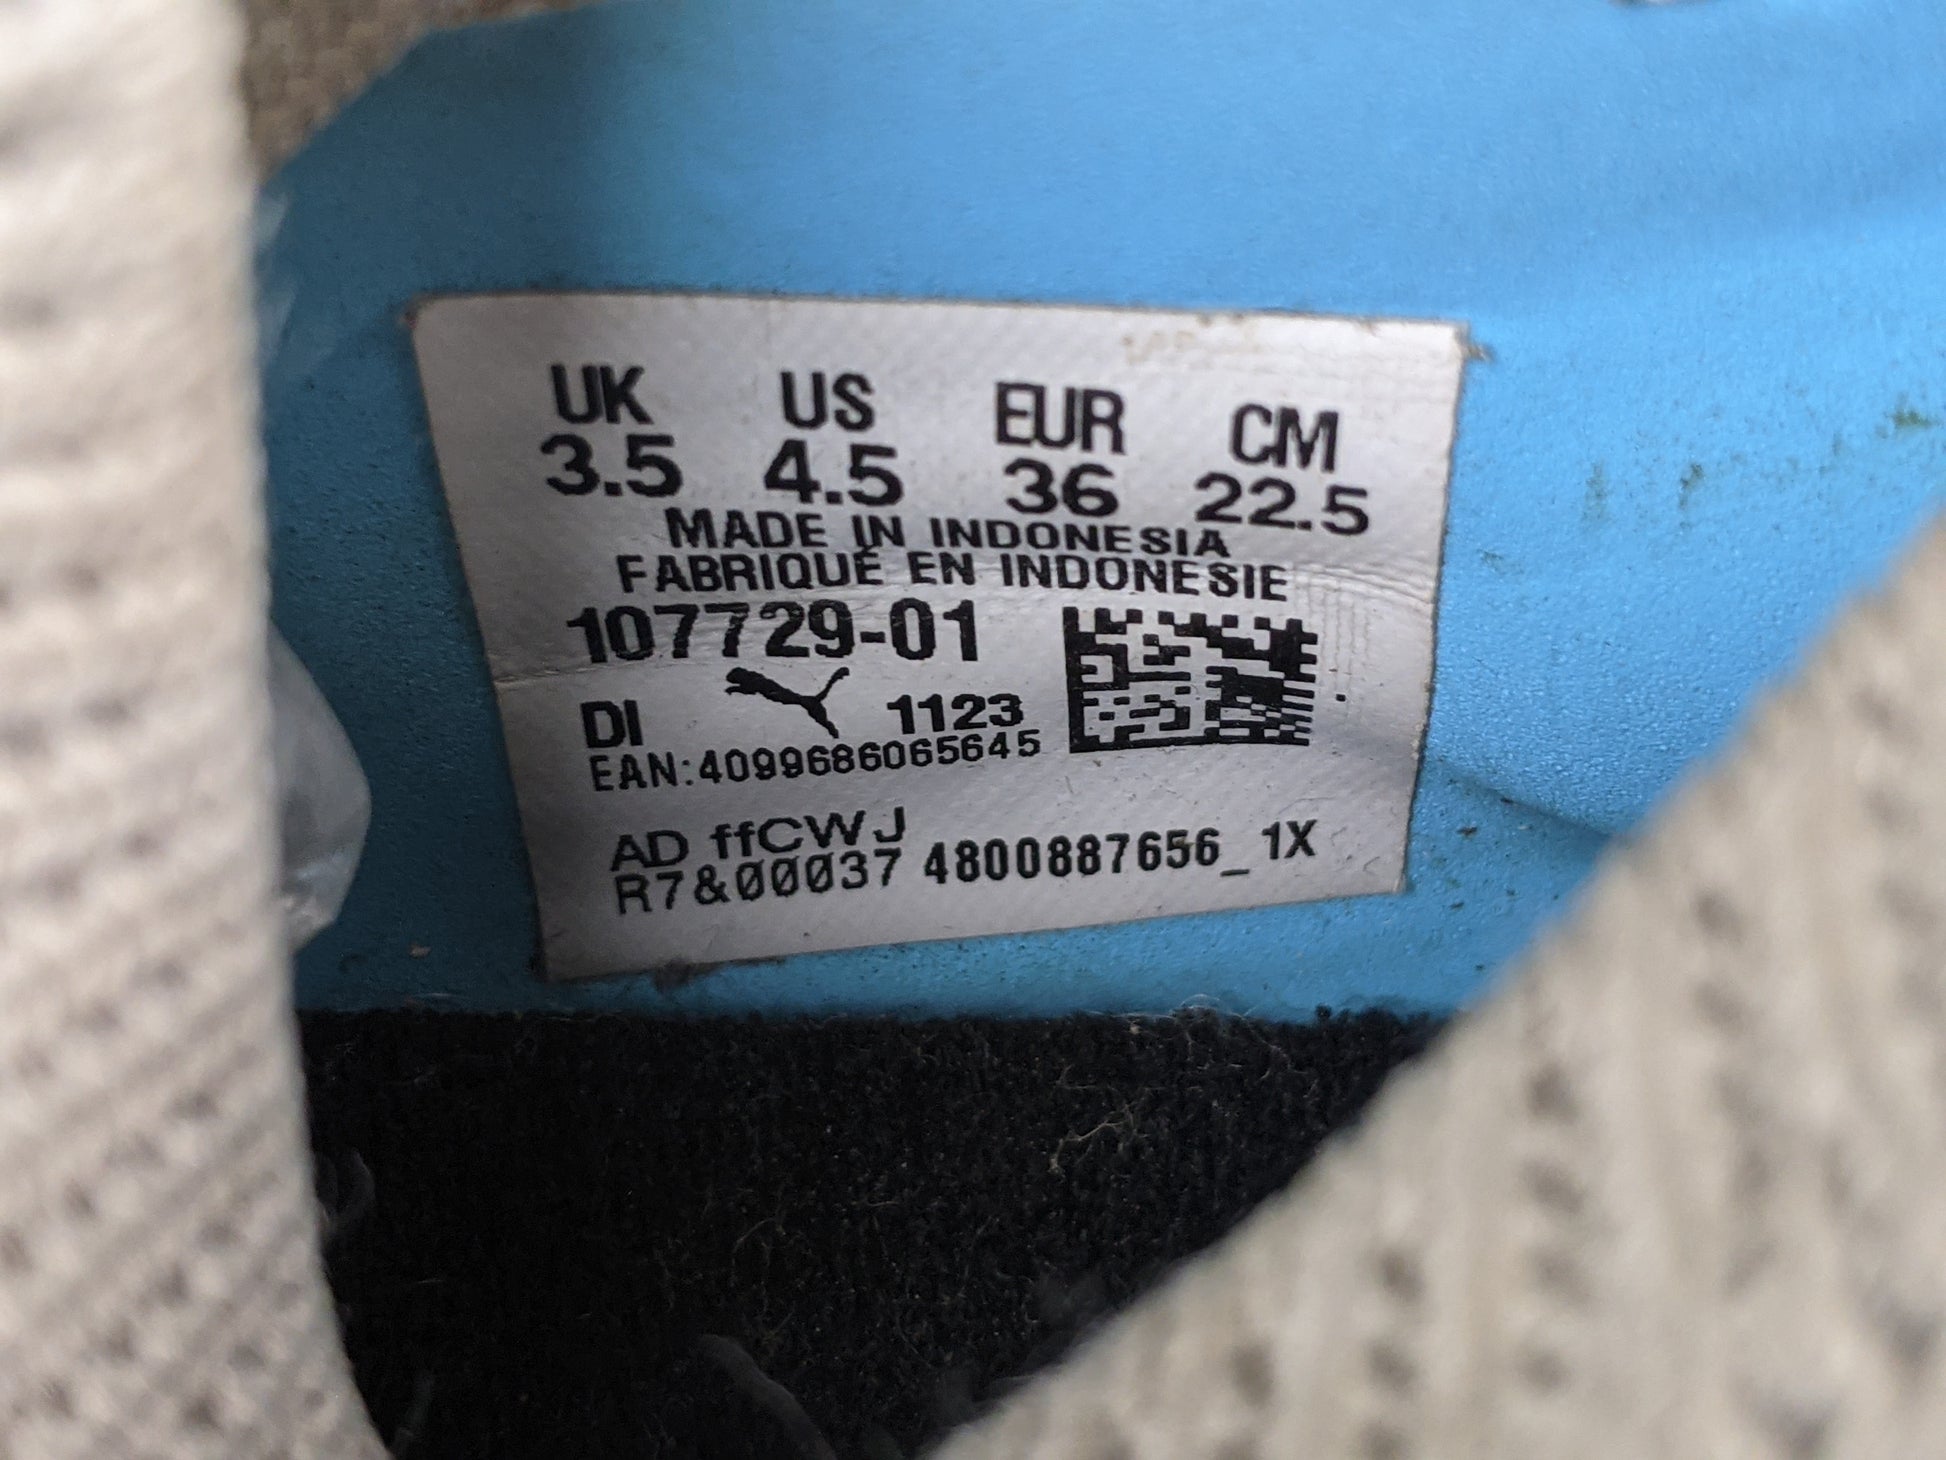 UK US EUR CM
3.5 4.5 36 22.5
MADE IN INDONESIA
FABRIQUÉ EN INDONESIE
107729-01
DI 1123
EAN:4099686065645
AD ffCWJ
R7&00037 4800887656_1X